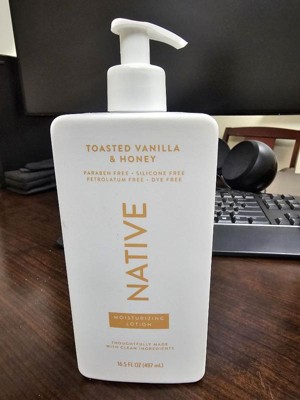 TOASTED VANILLA
& HONEY
PARABEN FREE • SILICONE FREE
PETROLATUM FREE • DYE FREE
NATIVE
MOISTURIZING
LOTION
THOUGHTFULLY MADE
WITH CLEAN INGREDIENTS
16.5 FL OZ (487 mL)